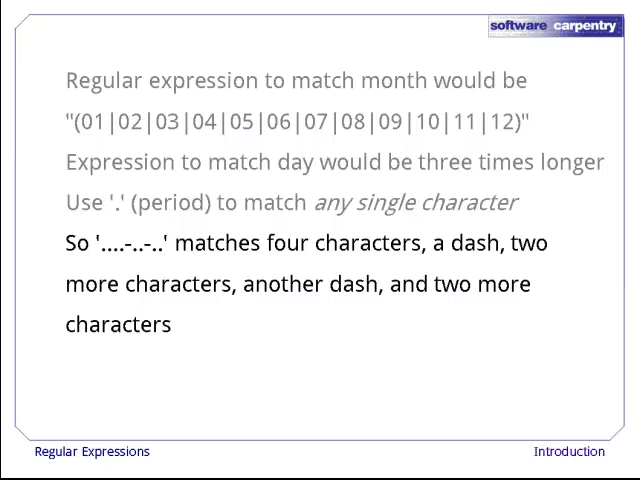 software carpentry
Regular expression to match month would be
"(01|02|03|04|05|06|07|08|09|10|11|12)"
Expression to match day would be three times longer
Use '.' (period) to match any single character
So '....-..-..' matches four characters, a dash, two
more characters, another dash, and two more
characters
Regular Expressions
Introduction